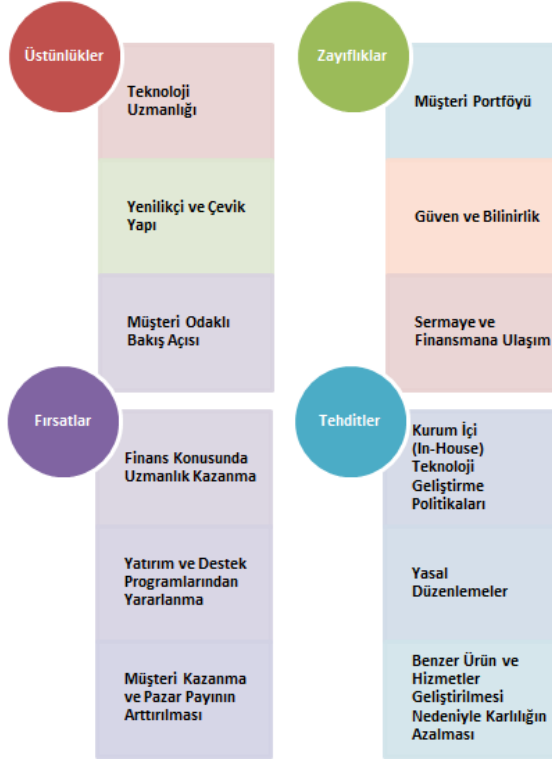 Üstünlükler
Teknoloji
Uzmanlığı
Yenilikçi ve Çevik
Yapı
Müşteri Odaklı
Bakış Açısı
Zayıflıklar
Müşteri Portföyü
Güven ve Bilinirlik
Sermaye ve
Finansmana Ulaşım
Fırsatlar
Finans Konusunda
Uzmanlık Kazanma
Yatırım ve Destek
Programlarından
Yararlanma
Müşteri Kazanma
ve Pazar Payının
Arttırılması
Tehditler
Kurum İçi
(In-House)
Teknoloji
Geliştirme
Politikaları
Yasal
Düzenlemeler
Benzer Ürün ve
Hizmetler
Geliştirilmesi
Nedeniyle Karlılığın
Azalması